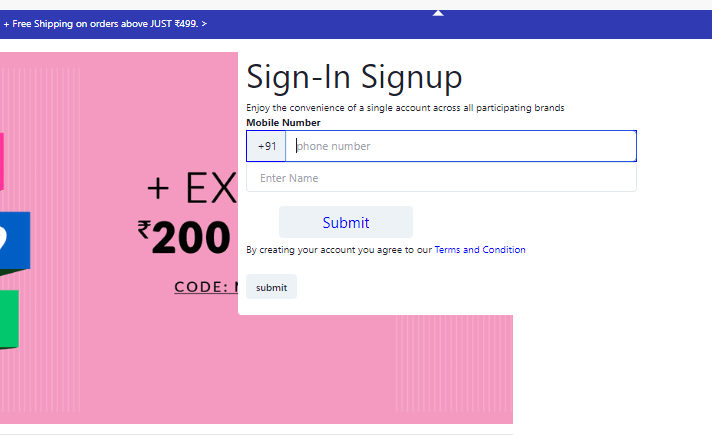 + Free Shipping on orders above JUST ₹499. >
Sign-In Signup
Enjoy the convenience of a single account across all participating brands
Mobile Number
+91 phone number
Enter Name
+ EX
₹200
Submit
By creating your account you agree to our Terms and Condition
CODE:
submit